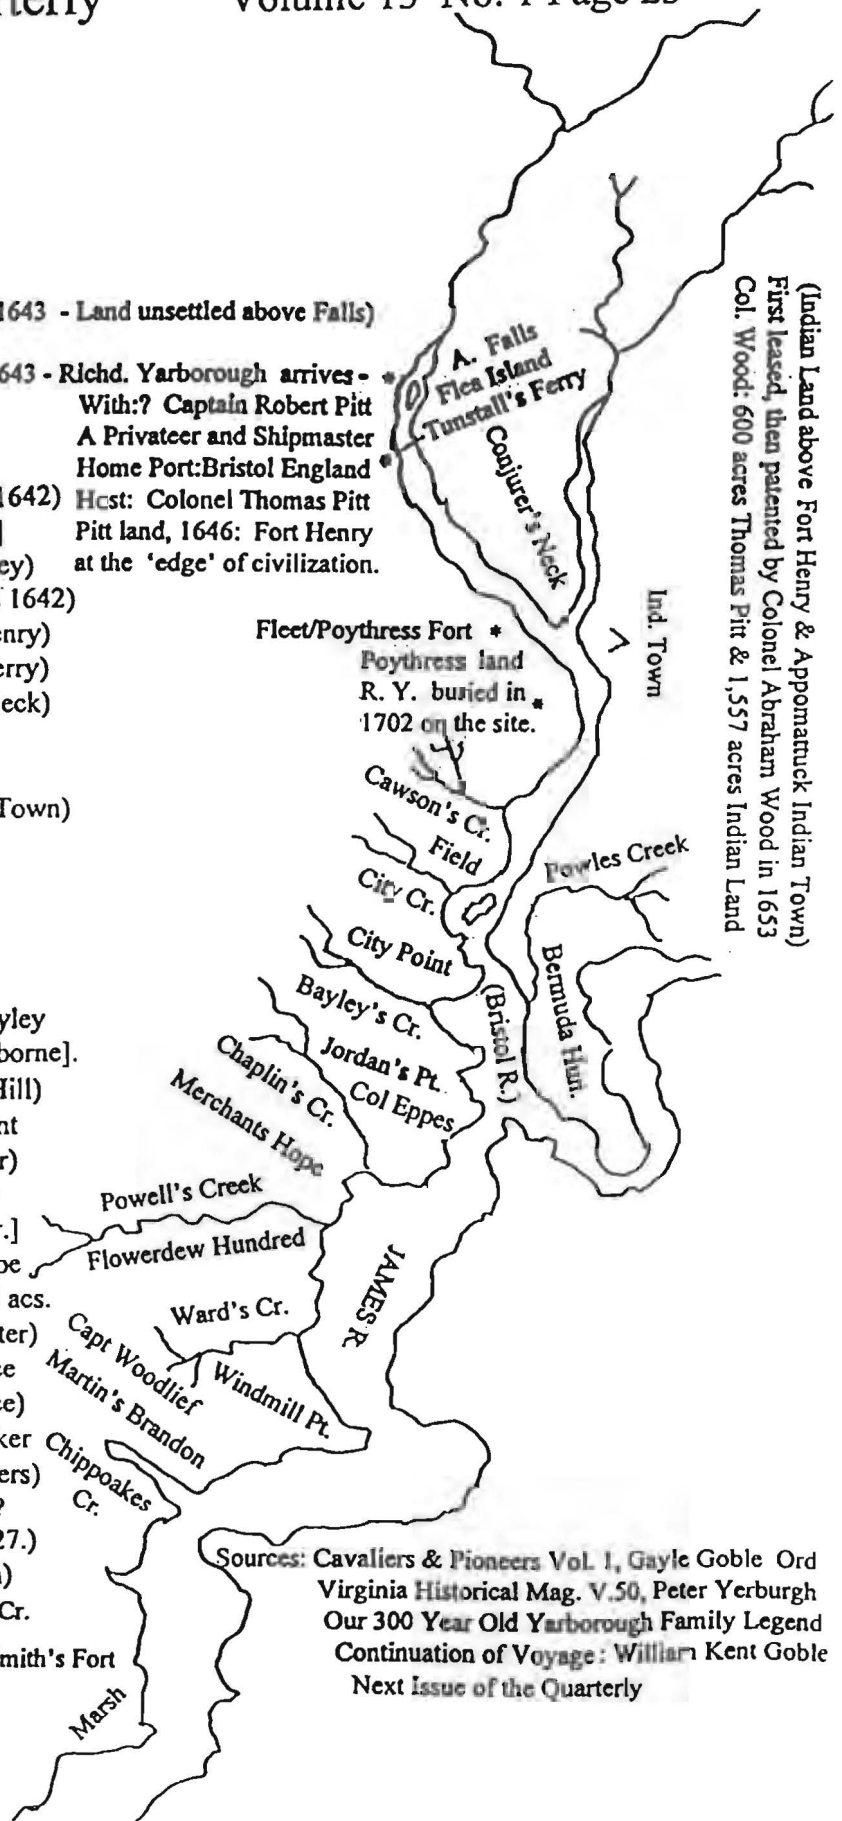 Volume 13 No. 1 Page 23
1643 - Land unsettled above Falls)
643 - Richd. Yarborough arrives -
With:? Captain Robert Pitt
A Privateer and Shipmaster
Home Port:Bristol England
1642) Host: Colonel Thomas Pitt
Pitt land, 1646: Fort Henry
ey) at the 'edge' of civilization.
1642)
enry)
erry)
eck)
A. Falls
Flea Island
Tunstall's Ferry
Conjurer's Neck
(Indian Land above Fort Henry & Appomattuck Indian Town)
First leased, then patented by Colonel Abraham Wood in 1653
Col. Wood: 600 acres Thomas Pitt & 1,557 acres Indian Land
Ind. Town
Fleet/Poythress Fort *
Poythress land
R. Y. buried in *
1702 on the site.
Town)
Cawson's Cr.
Field
City Cr.
City Point
Powles Creek
Bermuda Hun.
(Bristol R.)
Bayley's Cr.
Jordan's Pt.
Col Eppes
Chaplin's Cr.
Merchants Hope
yley
borne].
Hill)
nt
r)
r.]
pe
acs.
ter)
ce
ce)
ker
ers)
?
27.)
)
Cr.
mith's Fort
Powell's Creek
Flowerdew Hundred
JAMES R.
Ward's Cr.
Capt Woodlief
Martin's Brandon
Windmill Pt.
Chippoakes
Cr.
Marsh
Sources: Cavaliers & Pioneers Vol. 1, Gayle Goble Ord
Virginia Historical Mag. V.50, Peter Yerburgh
Our 300 Year Old Yarborough Family Legend
Continuation of Voyage: William Kent Goble
Next Issue of the Quarterly